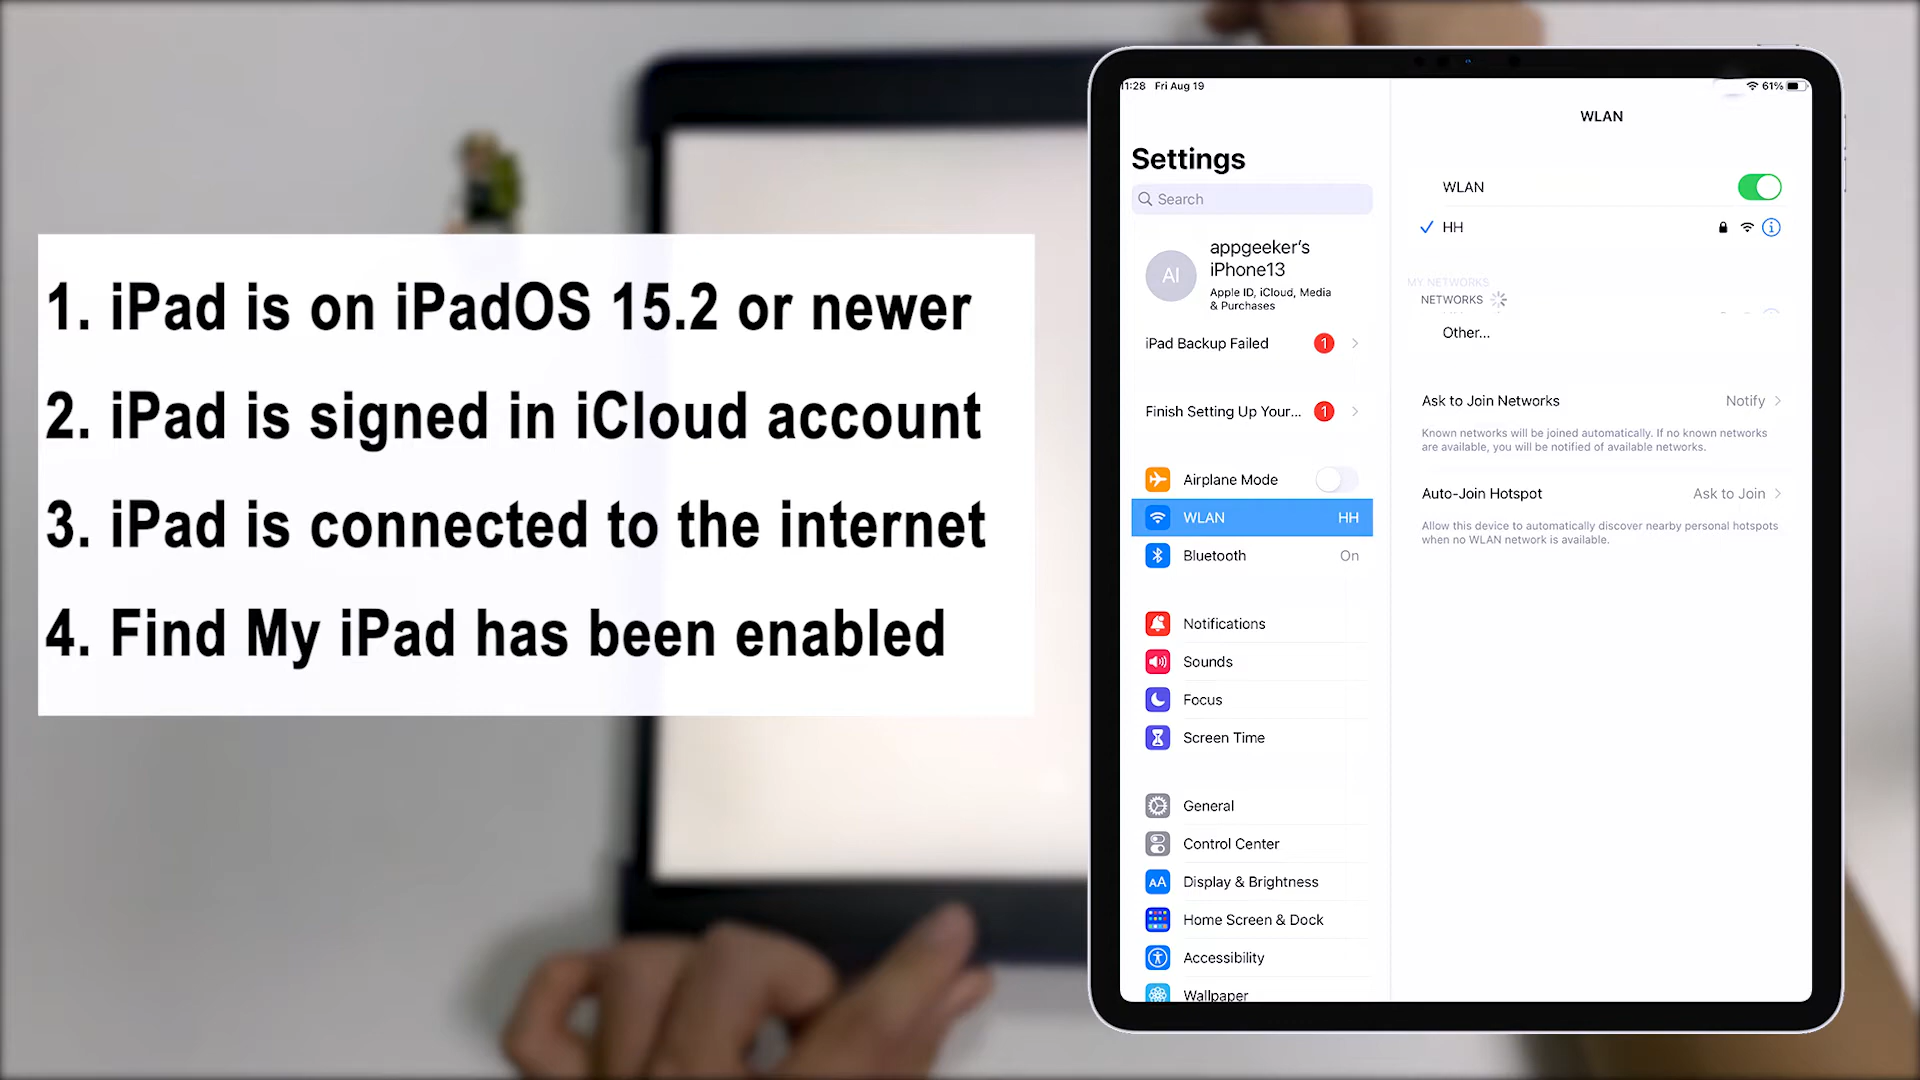 1. iPad is on iPadOS 15.2 or newer
2. iPad is signed in iCloud account
3. iPad is connected to the internet
4. Find My iPad has been enabled
11:28 Fri Aug 19
61%
Settings
Search
AI
appgeeker's
iPhone13
Apple ID, iCloud, Media
& Purchases
iPad Backup Failed 1
Finish Setting Up Your... 1
Airplane Mode
WLAN HH
Bluetooth On
Notifications
Sounds
Focus
Screen Time
General
Control Center
AA Display & Brightness
Home Screen & Dock
Accessibility
Wallpaper
WLAN
WLAN
HH
MY NETWORKS
NETWORKS
Other...
Ask to Join Networks Notify
Known networks will be joined automatically. If no known networks
are available, you will be notified of available networks.
Auto-Join Hotspot Ask to Join
Allow this device to automatically discover nearby personal hotspots
when no WLAN network is available.